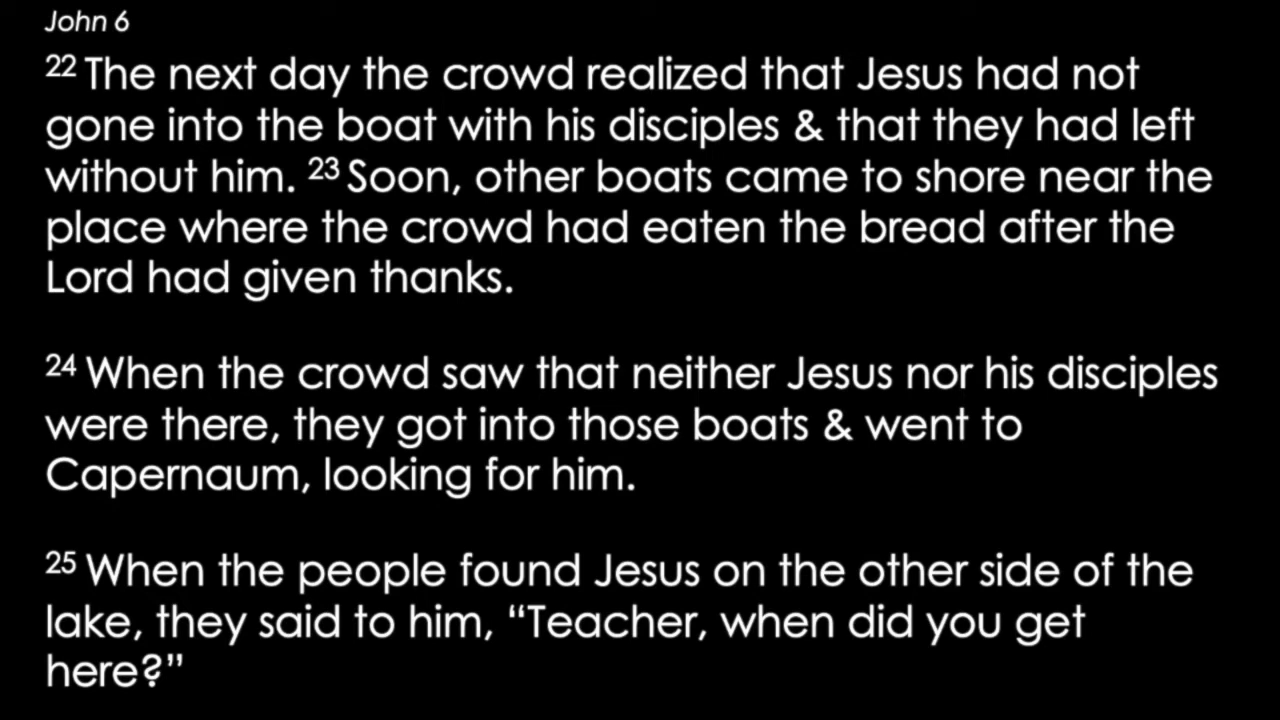 John 6
22 The next day the crowd realized that Jesus had not
gone into the boat with his disciples & that they had left
without him. 23 Soon, other boats came to shore near the
place where the crowd had eaten the bread after the
Lord had given thanks.
24 When the crowd saw that neither Jesus nor his disciples
were there, they got into those boats & went to
Capernaum, looking for him.
25 When the people found Jesus on the other side of the
lake, they said to him, “Teacher, when did you get
here?”